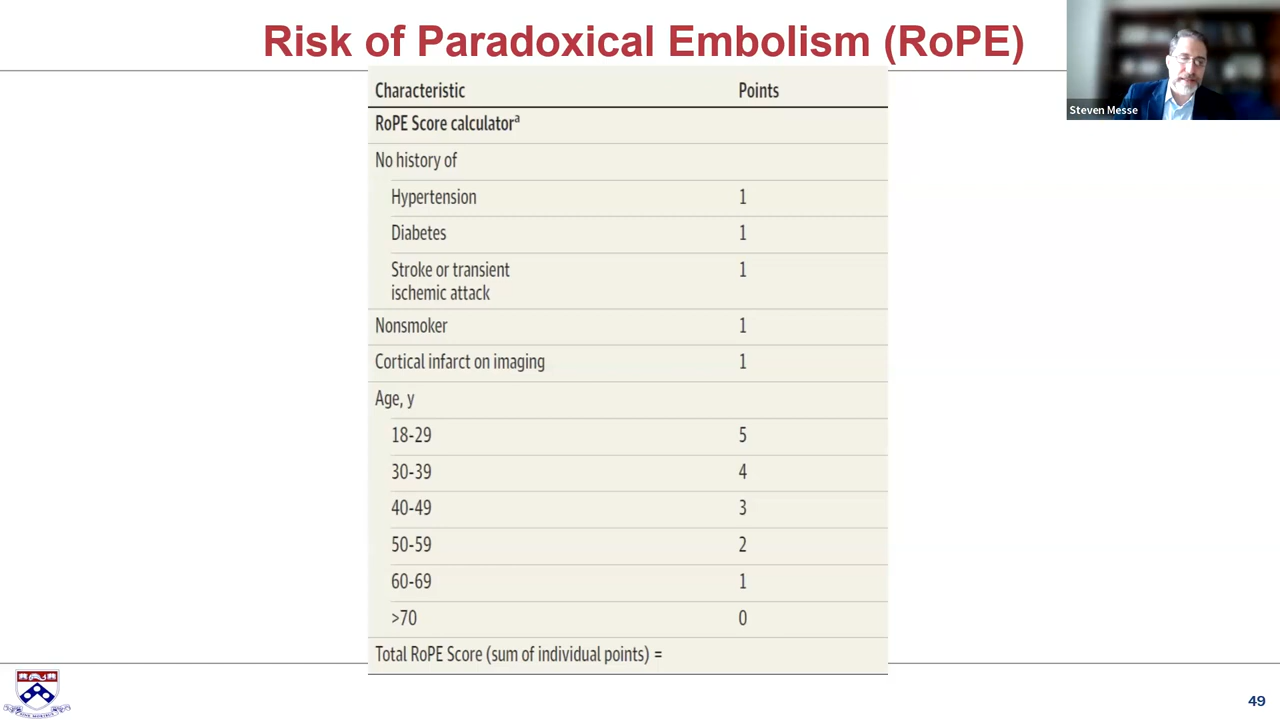 Risk of Paradoxical Embolism (RoPE)
Steven Messe
Characteristic Points
RoPE Score calculatorᵃ
No history of
Hypertension 1
Diabetes 1
Stroke or transient
ischemic attack 1
Nonsmoker 1
Cortical infarct on imaging 1
Age, y
18-29 5
30-39 4
40-49 3
50-59 2
60-69 1
>70 0
Total RoPE Score (sum of individual points) =
49